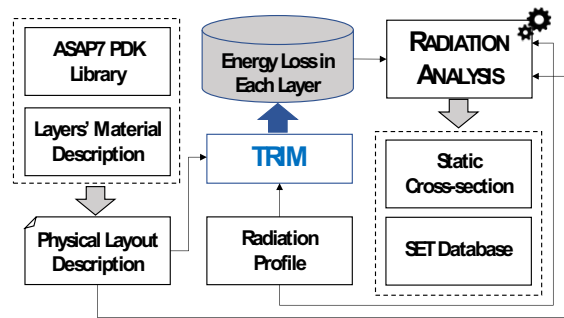 ASAP7 PDK
Library
Layers' Material
Description
Physical Layout
Description
Energy Loss in
Each Layer
TRIM
Radiation
Profile
RADIATION
ANALYSIS
Static
Cross-section
SET Database